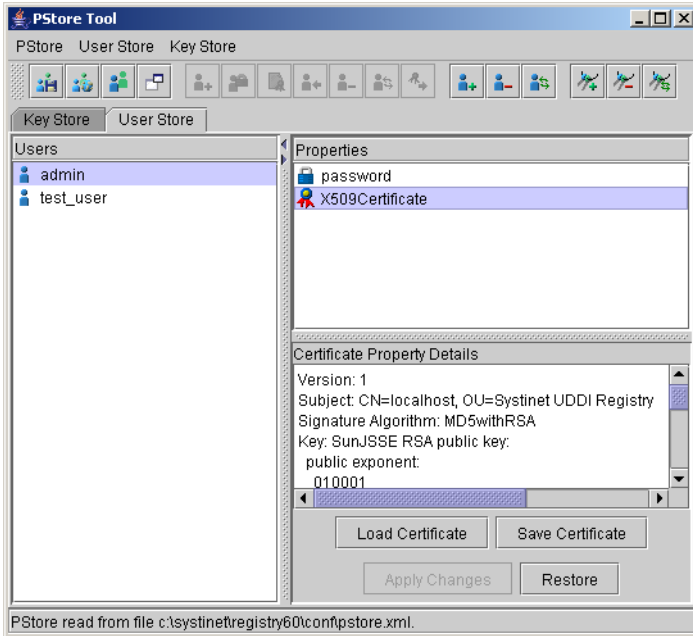 PStore Tool
PStore User Store Key Store
Key Store User Store
Users
admin
test_user
Properties
password
X509Certificate
Certificate Property Details
Version: 1
Subject: CN=localhost, OU=Systinet UDDI Registry
Signature Algorithm: MD5withRSA
Key: SunJSSE RSA public key:
public exponent:
010001
Load Certificate Save Certificate
Apply Changes Restore
PStore read from file c:\systinet\registry60\conf\pstore.xml.